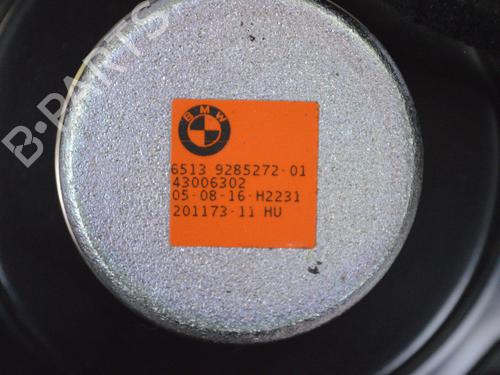 B-PARTS
BMW
6513 9285272-01
43006302
05-08-16-H2231
201173-11 HU